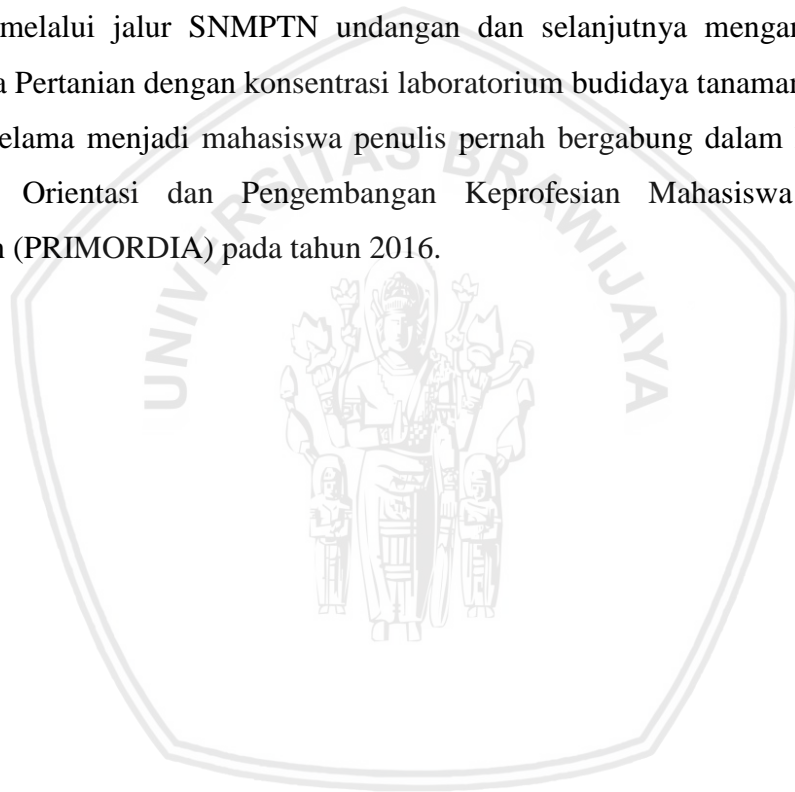 melalui jalur SNMPTN undangan dan selanjutnya mengam
a Pertanian dengan konsentrasi laboratorium budidaya tanaman
elama menjadi mahasiswa penulis pernah bergabung dalam
Orientasi dan Pengembangan Keprofesian Mahasiswa
n (PRIMORDIA) pada tahun 2016.
UNIVERSITAS BRAWIJAYA